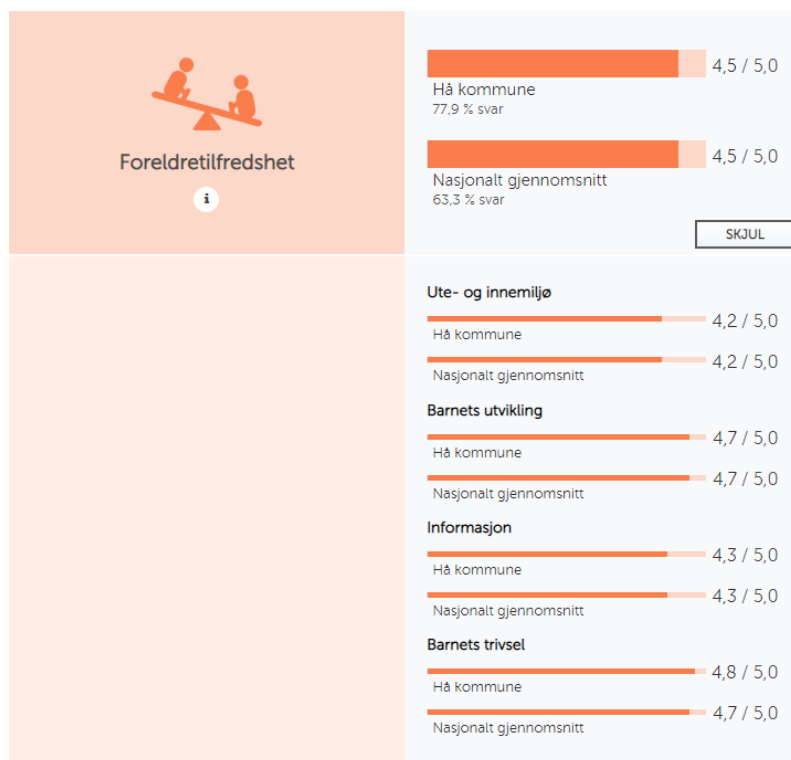 Foreldretilfredshet
i
4,5 / 5,0
Hå kommune
77,9 % svar
4,5 / 5,0
Nasjonalt gjennomsnitt
63,3 % svar
SKJUL
Ute- og innemiljø
4,2 / 5,0
Hå kommune
4,2 / 5,0
Nasjonalt gjennomsnitt
Barnets utvikling
4,7 / 5,0
Hå kommune
4,7 / 5,0
Nasjonalt gjennomsnitt
Informasjon
4,3 / 5,0
Hå kommune
4,3 / 5,0
Nasjonalt gjennomsnitt
Barnets trivsel
4,8 / 5,0
Hå kommune
4,7 / 5,0
Nasjonalt gjennomsnitt